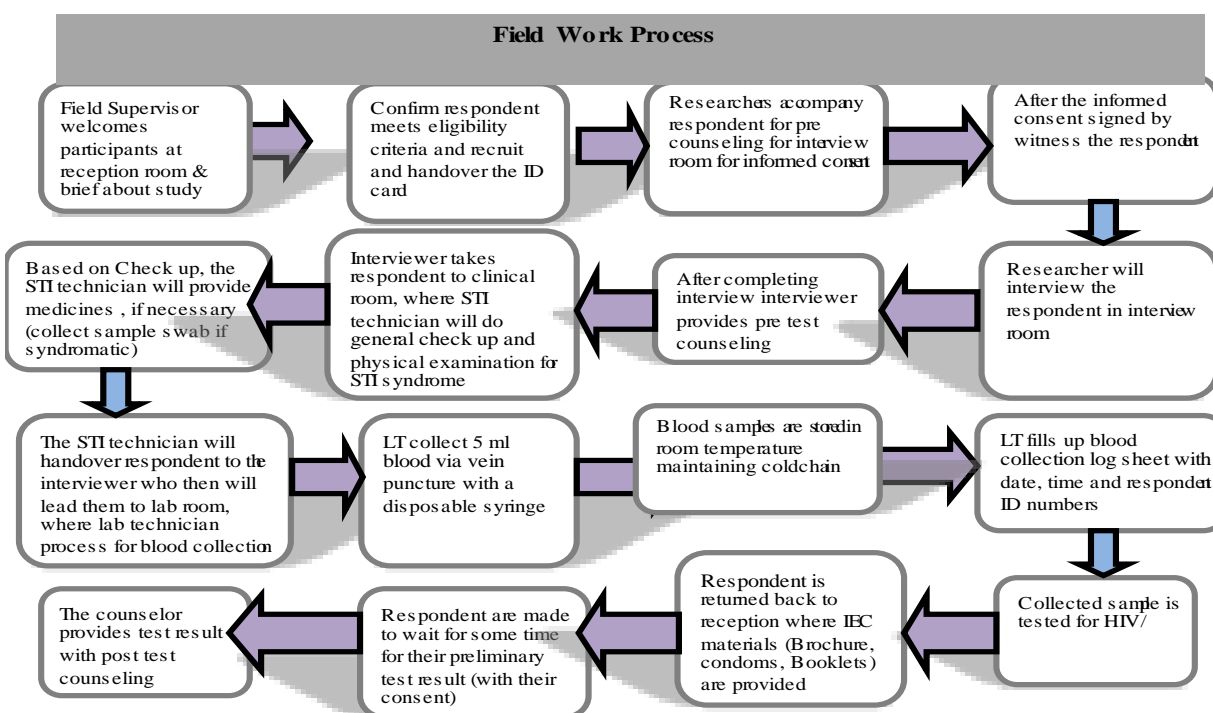 Field Work Process
Field Supervisor
welcomes
participants at
reception room &
brief about study
Confirm respondent
meets eligibility
criteria and recruit
and handover the ID
card
Researchers accompany
respondent for pre
counseling for interview
room for informed consent
After the informed
consent signed by
witness the respondent
Researcher will
interview the
respondent in interview
room
After completing
interview interviewer
provides pre test
counseling
Interviewer takes
respondent to clinical
room, where STI
technician will do
general check up and
physical examination for
STI syndrome
Based on Check up, the
STI technician will provide
medicines , if necessary
(collect sample swab if
syndromatic)
The STI technician will
handover respondent to the
interviewer who then will
lead them to lab room,
where lab technician
process for blood collection
LT collect 5 ml
blood via vein
puncture with a
disposable syringe
Blood samples are stored in
room temperature
maintaining coldchain
LT fills up blood
collection log sheet with
date, time and respondent
ID numbers
Collected sample is
tested for HIV/
Respondent is
returned back to
reception where IEC
materials (Brochure,
condoms, Booklets)
are provided
Respondent are made
to wait for some time
for their preliminary
test result (with their
consent)
The counselor
provides test result
with post test
counseling